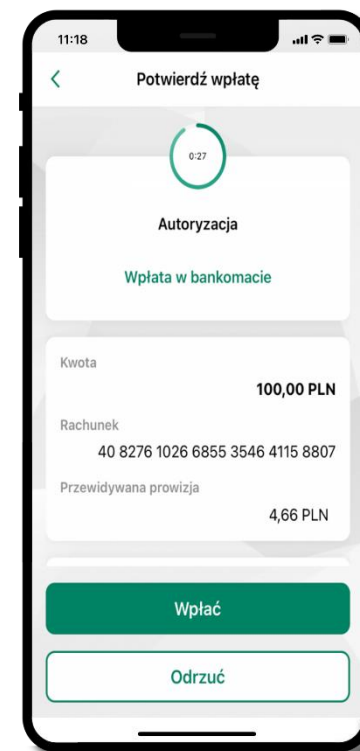 11:18
Potwierdź wpłatę
0:27
Autoryzacja
Wpłata w bankomacie
Kwota
100,00 PLN
Rachunek
40 8276 1026 6855 3546 4115 8807
Przewidywana prowizja
4,66 PLN
Wpłać
Odrzuć